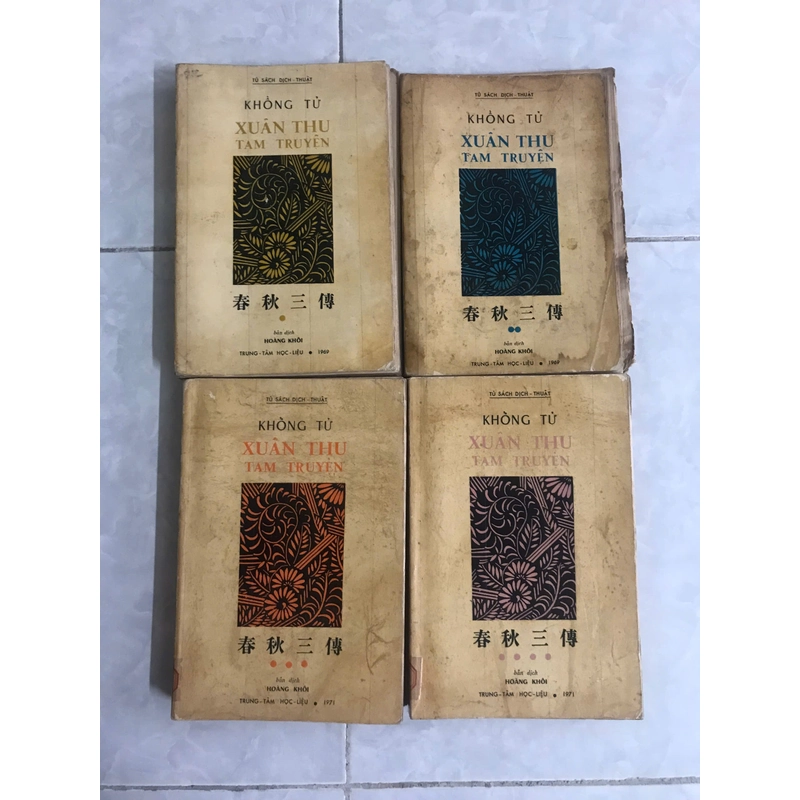 TỦ SÁCH DỊCH - THUẬT
KHỔNG TỬ
XUÂN THU
TAM TRUYỆN
春秋三傳
bản dịch
HOÀNG KHÔI
TRUNG-TÂM HỌC-LIỆU • 1969
TỦ SÁCH DỊCH - THUẬT
KHỔNG TỬ
XUÂN THU
TAM TRUYỆN
春秋三傳
bản dịch
HOÀNG KHÔI
TRUNG-TÂM HỌC-LIỆU • 1969
TỦ SÁCH DỊCH - THUẬT
KHỔNG TỬ
XUÂN THU
TAM TRUYỆN
春秋三傳
bản dịch
HOÀNG KHÔI
TRUNG-TÂM HỌC-LIỆU • 1971
TỦ SÁCH DỊCH - THUẬT
KHỔNG TỬ
XUÂN THU
TAM TRUYỆN
春秋三傳
bản dịch
HOÀNG KHÔI
TRUNG-TÂM HỌC-LIỆU • 1971